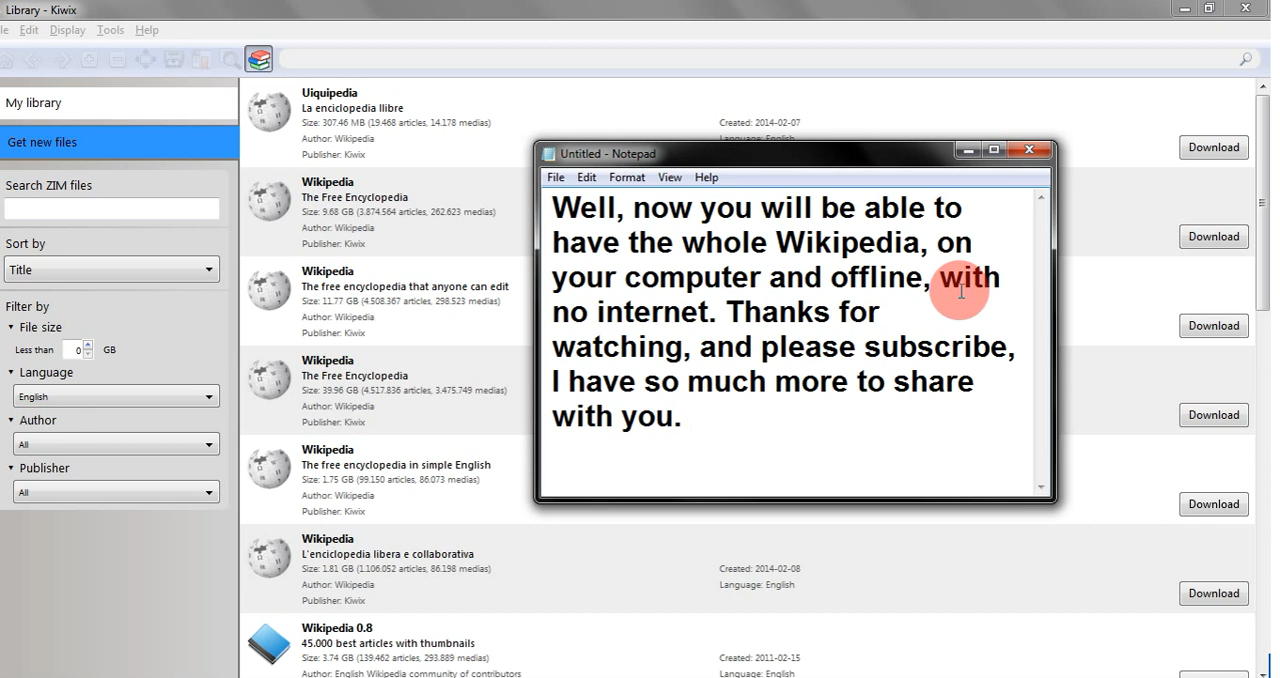 Library - Kiwix
le Edit Display Tools Help
My library
Get new files
Search ZIM files
Sort by
Title
Filter by
File size
Less than 0 GB
Language
English
Author
All
Publisher
All
Uiquipedia
La enciclopedia llibre
Size: 307.46 MB (19.468 articles, 14.178 medias)
Created: 2014-02-07
Author: Wikipedia
Language: English
Publisher: Kiwix
Download
Wikipedia
The Free Encyclopedia
Size: 9.68 GB (3.874.564 articles, 262.623 medias)
Author: Wikipedia
Publisher: Kiwix
Download
Wikipedia
The free encyclopedia that anyone can edit
Size: 11.77 GB (4.508.367 articles, 298.523 medias)
Author: Wikipedia
Publisher: Kiwix
Download
Wikipedia
The Free Encyclopedia
Size: 39.96 GB (4.517.836 articles, 3.475.749 medias)
Author: Wikipedia
Publisher: Kiwix
Download
Wikipedia
The free encyclopedia in simple English
Size: 1.75 GB (99.150 articles, 86.073 medias)
Author: Wikipedia
Publisher: Kiwix
Download
Wikipedia
L'enciclopedia libera e collaborativa
Size: 1.81 GB (1.106.052 articles, 86.198 medias)
Created: 2014-02-08
Author: Wikipedia
Language: English
Publisher: Kiwix
Download
Wikipedia 0.8
45.000 best articles with thumbnails
Size: 3.74 GB (139.462 articles, 293.889 medias)
Created: 2011-02-15
Author: English Wikipedia community of contributors
Language: English
Untitled - Notepad
File Edit Format View Help
Well, now you will be able to
have the whole Wikipedia, on
your computer and offline, with
no internet. Thanks for
watching, and please subscribe,
I have so much more to share
with you.